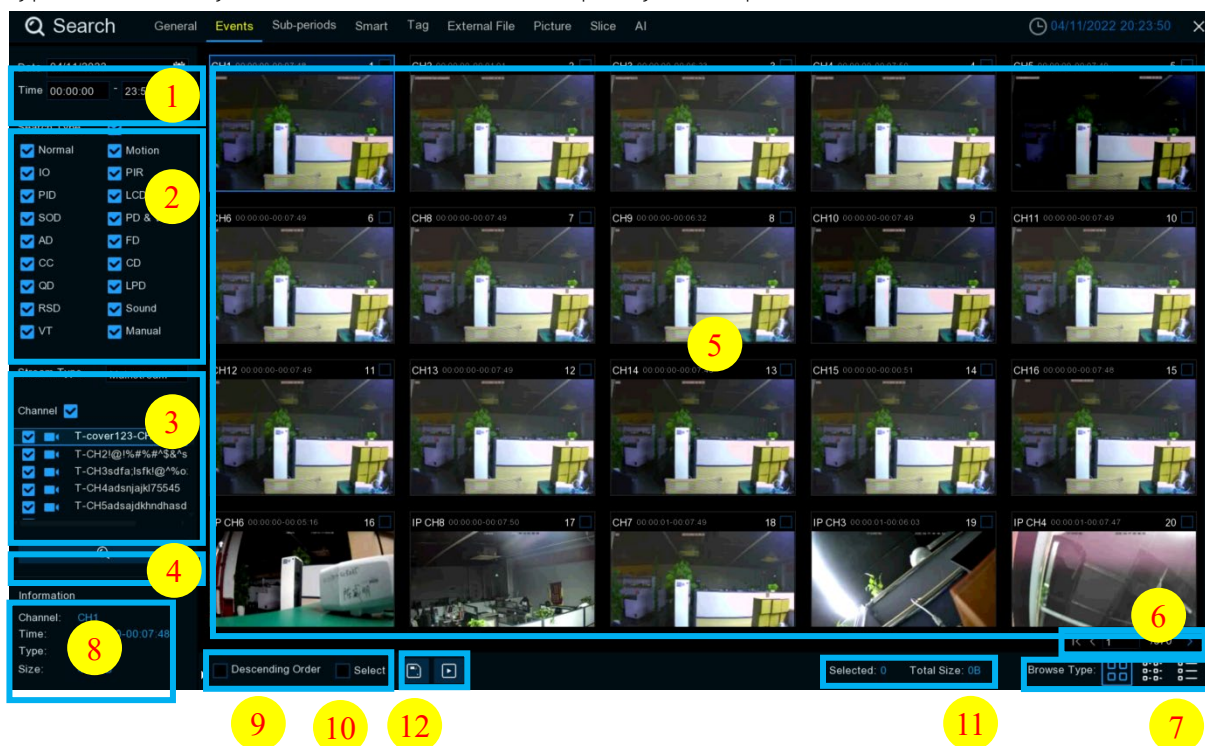 Search General Events Sub-periods Smart Tag External File Picture Slice AI 04/11/2022 20:23:50
Time 00:00:00 -
1
Normal Motion
IO PIR
PID LCD
2
SOD PD &
AD FD
CC CD
QD LPD
RSD Sound
VT Manual
Channel
3
T-cover123-CH
T-CH2!@!%#%#^$&^s
T-CH3sdfa;lsfk!@^%o.
T-CH4adsnjajkl75545
T-CH5adsajdkhndhasd
4
Information
Channel: CH1
Time: 0-00:07:48
Type:
Size:
8
CH6 00:00:00-00:07:49 6 CH8 00:00:00-00:07:49 7 CH9 00:00:00-00:06:32 8 CH10 00:00:00-00:07:49 9 CH11 00:00:00-00:07:49 10
5
CH12 00:00:00-00:07:49 11 CH13 00:00:00-00:07:49 12 CH14 13 CH15 00:00:00-00:00:51 14 CH16 00:00:00-00:07:48 15
P CH6 00:00:00-00:05:16 16 IP CH8 00:00:00-00:07:50 17 CH7 00:00:01-00:07:49 18 IP CH3 00:00:01-00:06:03 19 IP CH4 00:00:01-00:07:47 20
6
Descending Order Select Selected: 0 Total Size: 0B Browse Type:
9 10 12 11 7